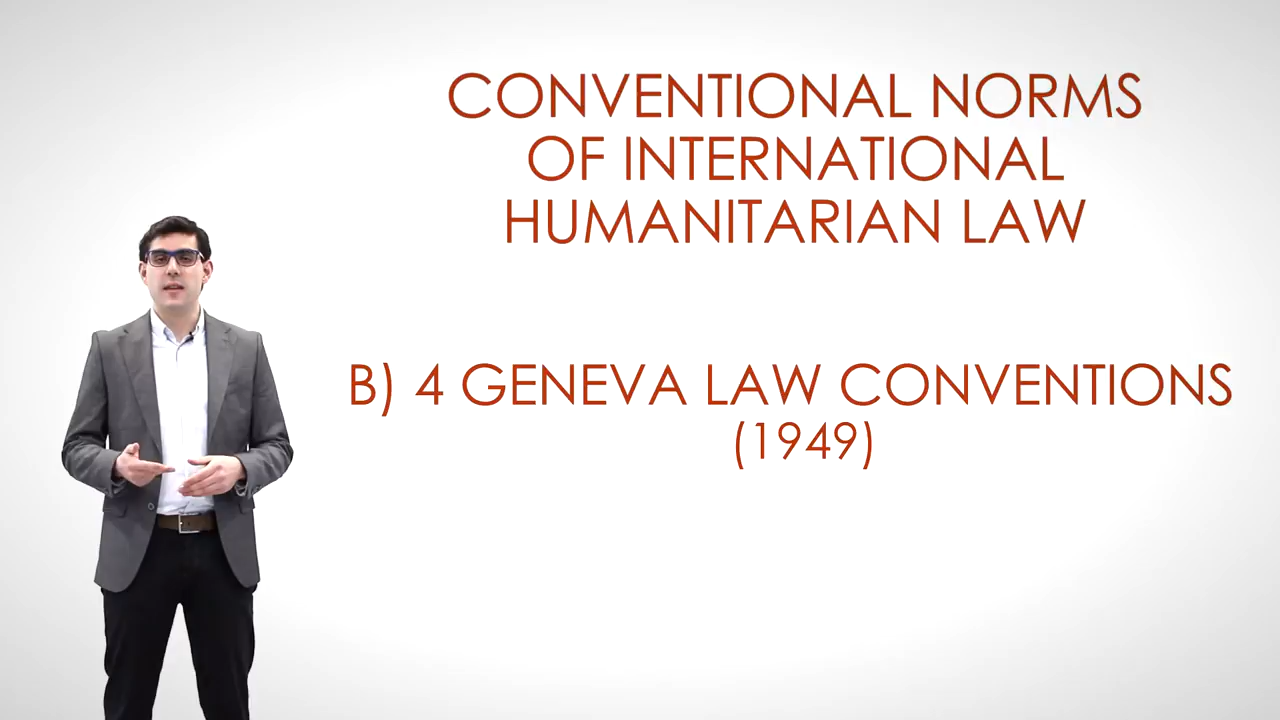 CONVENTIONAL NORMS
OF INTERNATIONAL
HUMANITARIAN LAW
B) 4 GENEVA LAW CONVENTIONS
(1949)